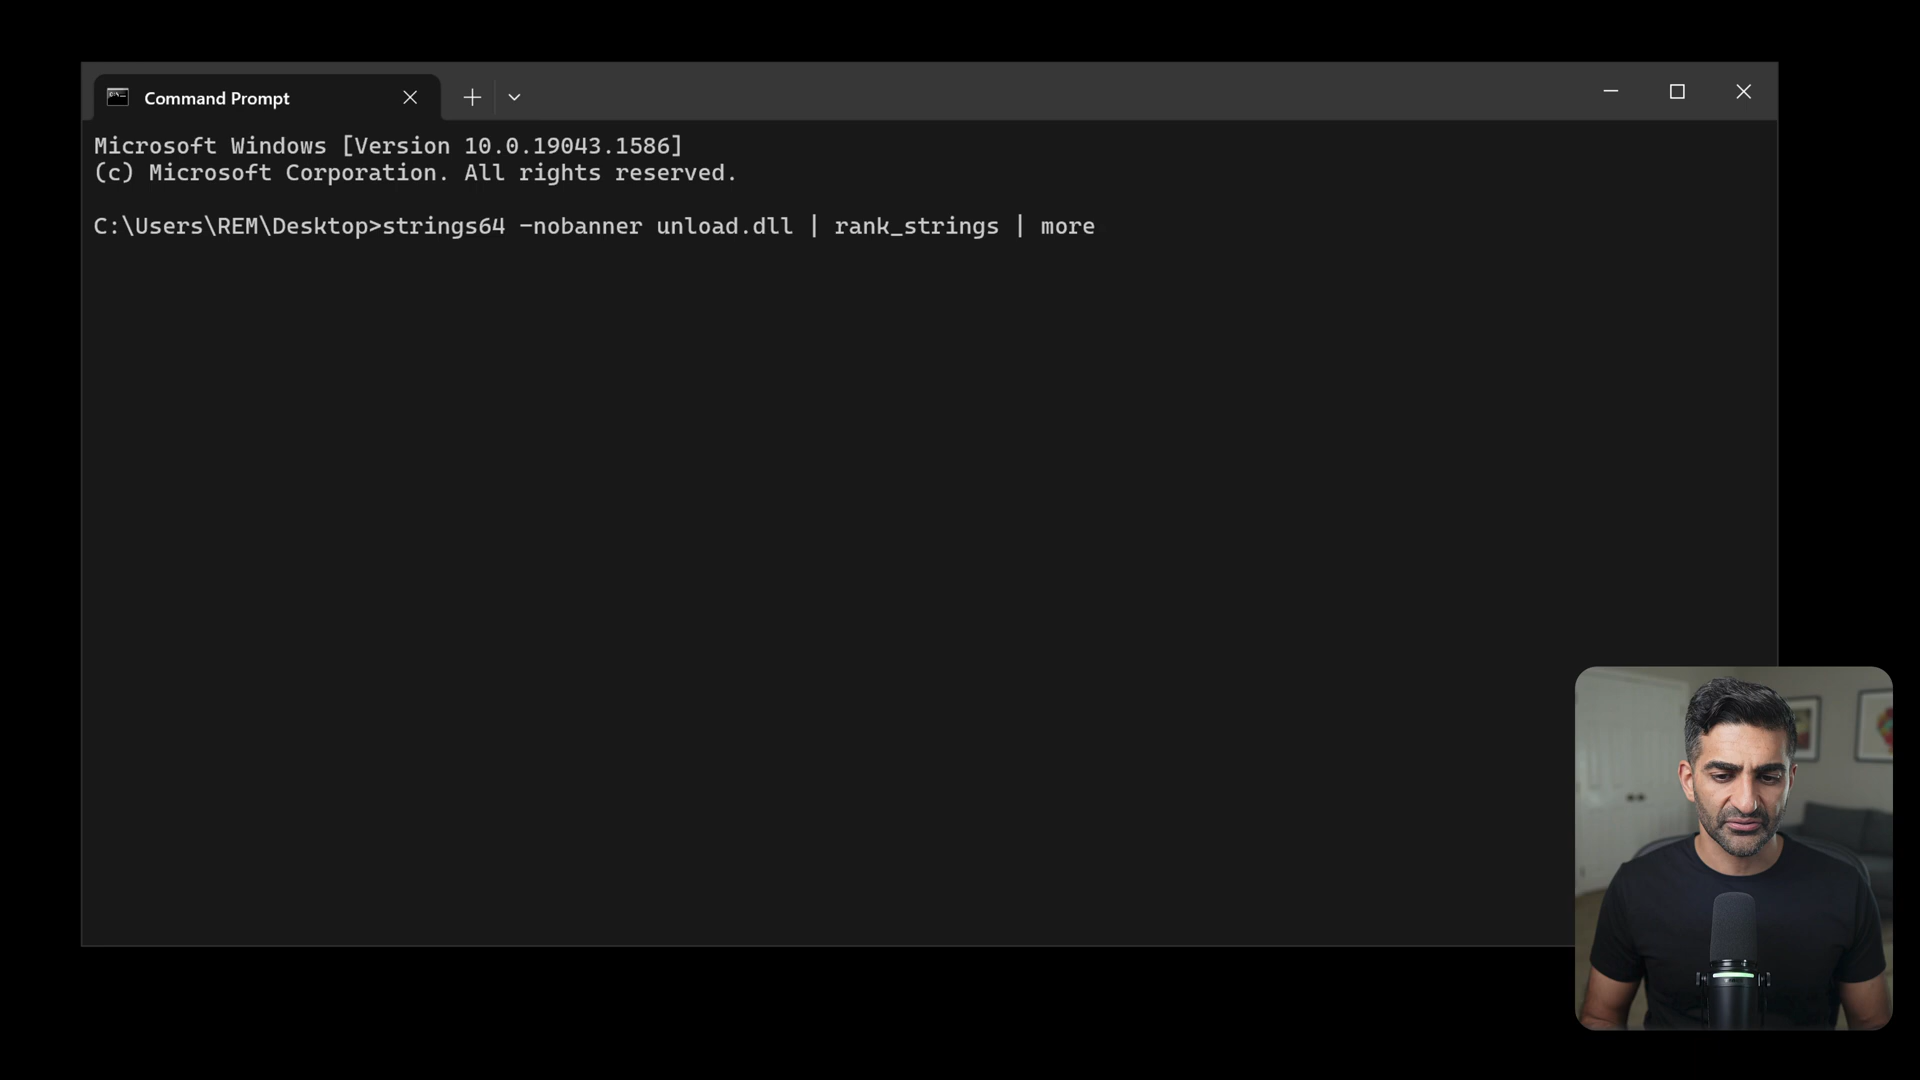 Command Prompt
Microsoft Windows [Version 10.0.19043.1586]
(c) Microsoft Corporation. All rights reserved.
C:\Users\REM\Desktop>strings64 -nobanner unload.dll | rank_strings | more